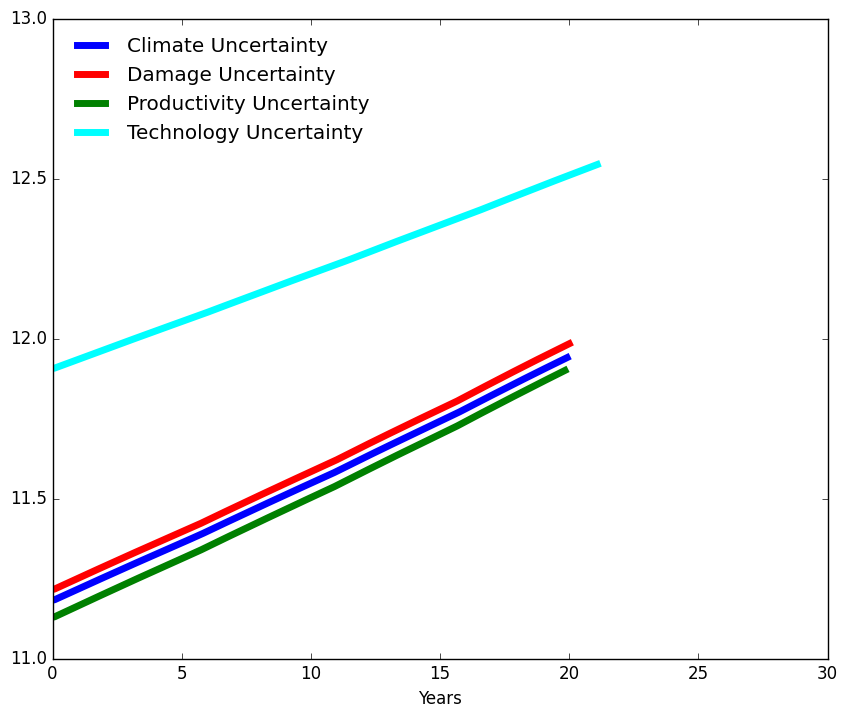 13.0
Climate Uncertainty
Damage Uncertainty
Productivity Uncertainty
Technology Uncertainty
12.5
12.0
11.5
11.0
0 5 10 15 20 25 30
Years